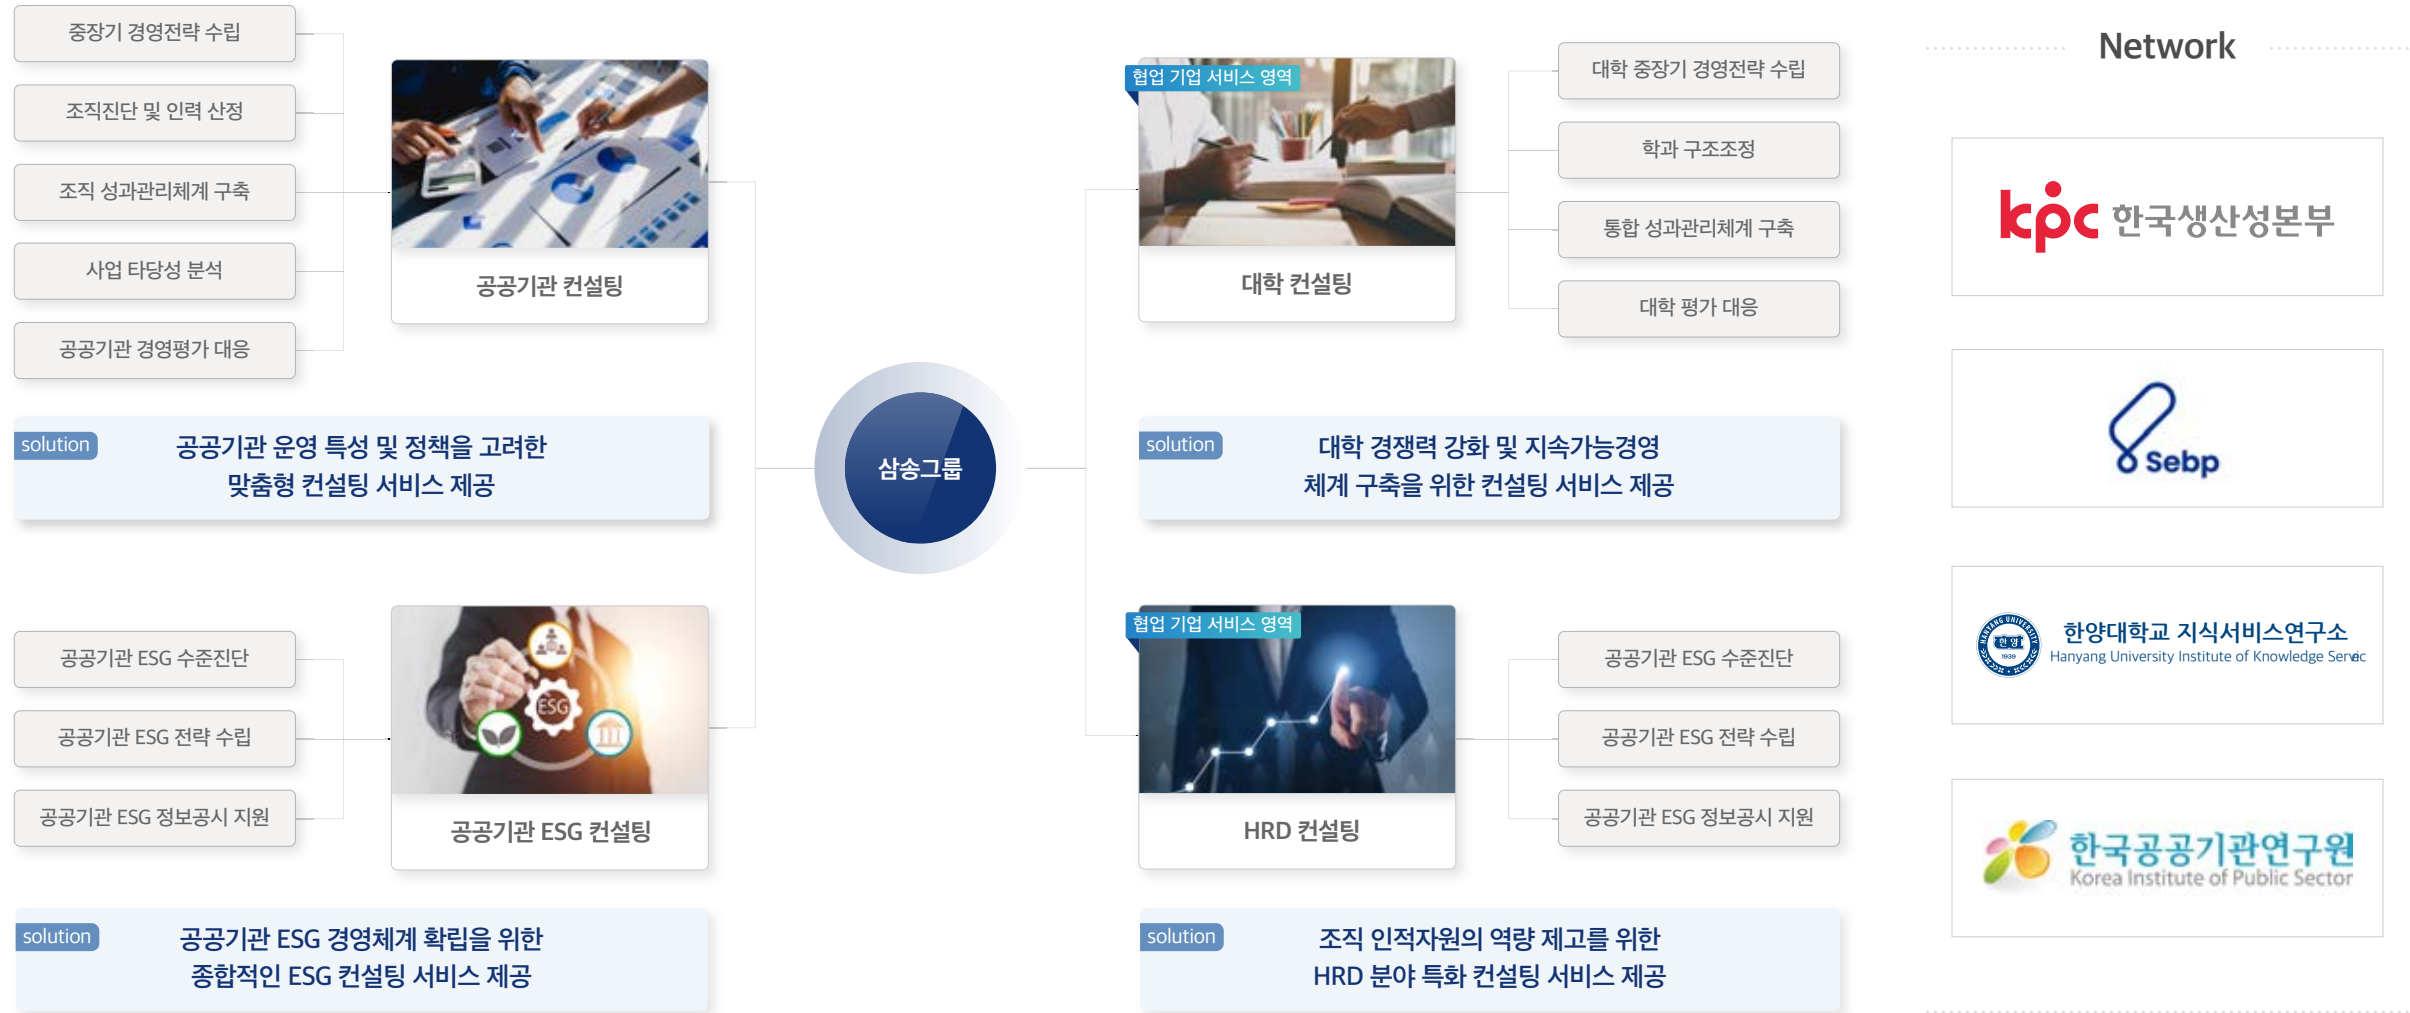 중장기 경영전략 수립
조직진단 및 인력 산정
조직 성과관리체계 구축
사업 타당성 분석
공공기관 경영평가 대응
공공기관 컨설팅
solution
공공기관 운영 특성 및 정책을 고려한
맞춤형 컨설팅 서비스 제공
공공기관 ESG 수준진단
공공기관 ESG 전략 수립
공공기관 ESG 정보공시 지원
ESG
공공기관 ESG 컨설팅
solution
공공기관 ESG 경영체계 확립을 위한
종합적인 ESG 컨설팅 서비스 제공
삼송그룹
협업 기업 서비스 영역
대학 컨설팅
대학 중장기 경영전략 수립
학과 구조조정
통합 성과관리체계 구축
대학 평가 대응
solution
대학 경쟁력 강화 및 지속가능경영
체계 구축을 위한 컨설팅 서비스 제공
협업 기업 서비스 영역
HRD 컨설팅
공공기관 ESG 수준진단
공공기관 ESG 전략 수립
공공기관 ESG 정보공시 지원
solution
조직 인적자원의 역량 제고를 위한
HRD 분야 특화 컨설팅 서비스 제공
Network
kpc 한국생산성본부
Sebp
HANYANG UNIVERSITY
한양
1939
한양대학교 지식서비스연구소
Hanyang University Institute of Knowledge Servic
한국공공기관연구원
Korea Institute of Public Sector